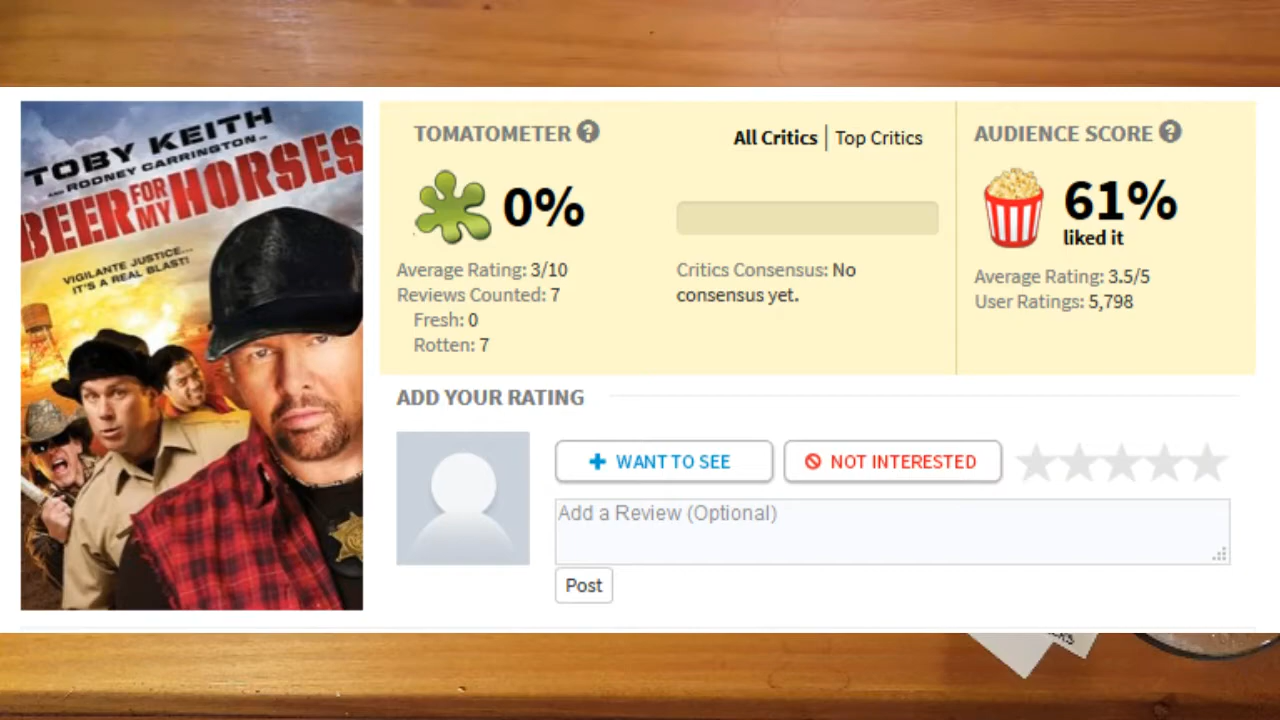 TOBY KEITH
AND RODNEY CARRINGTON IN
BEER FOR MY HORSES
VIGILANTE JUSTICE...
IT'S A REAL BLAST!
TOMATOMETER ?
All Critics | Top Critics
0%
Average Rating: 3/10
Reviews Counted: 7
Fresh: 0
Rotten: 7
Critics Consensus: No
consensus yet.
AUDIENCE SCORE ?
61%
liked it
Average Rating: 3.5/5
User Ratings: 5,798
ADD YOUR RATING
+ WANT TO SEE
NOT INTERESTED
Add a Review (Optional)
Post